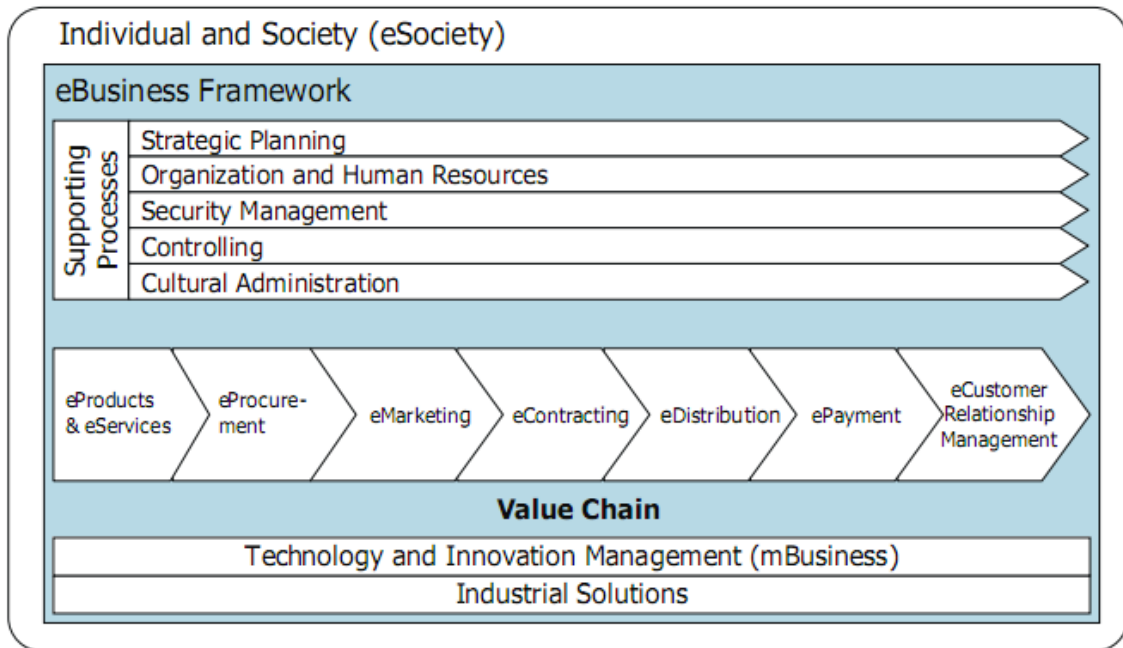 Individual and Society (eSociety)
eBusiness Framework
Supporting
Processes
Strategic Planning
Organization and Human Resources
Security Management
Controlling
Cultural Administration
eProducts
& eServices
eProcure-
ment
eMarketing
eContracting
eDistribution
ePayment
eCustomer
Relationship
Management
Value Chain
Technology and Innovation Management (mBusiness)
Industrial Solutions